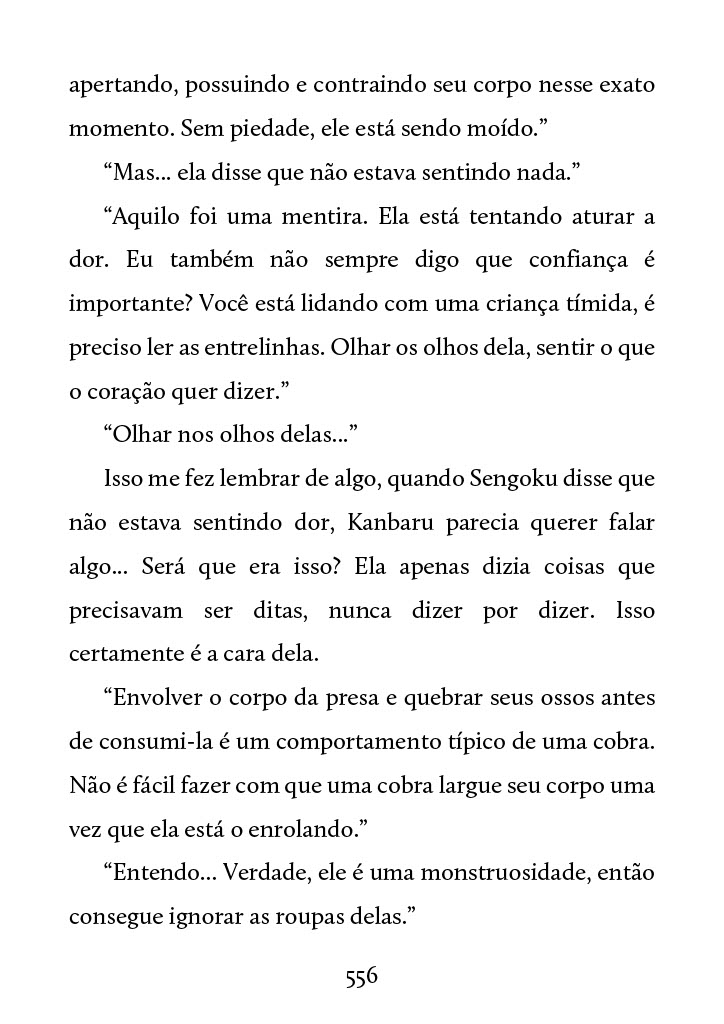 apertando, possuindo e contraindo seu corpo nesse exato
momento. Sem piedade, ele está sendo moído.”
“Mas... ela disse que não estava sentindo nada.”
“Aquilo foi uma mentira. Ela está tentando aturar a
dor. Eu também não sempre digo que confiança é
importante? Você está lidando com uma criança tímida, é
preciso ler as entrelinhas. Olhar os olhos dela, sentir o que
o coração quer dizer.”
“Olhar nos olhos delas...”
Isso me fez lembrar de algo, quando Sengoku disse que
não estava sentindo dor, Kanbaru parecia querer falar
algo... Será que era isso? Ela apenas dizia coisas que
precisavam ser ditas, nunca dizer por dizer. Isso
certamente é a cara dela.
“Envolver o corpo da presa e quebrar seus ossos antes
de consumi-la é um comportamento típico de uma cobra.
Não é fácil fazer com que uma cobra largue seu corpo uma
vez que ela está o enrolando.”
“Entendo... Verdade, ele é uma monstruosidade, então
consegue ignorar as roupas delas.”
556